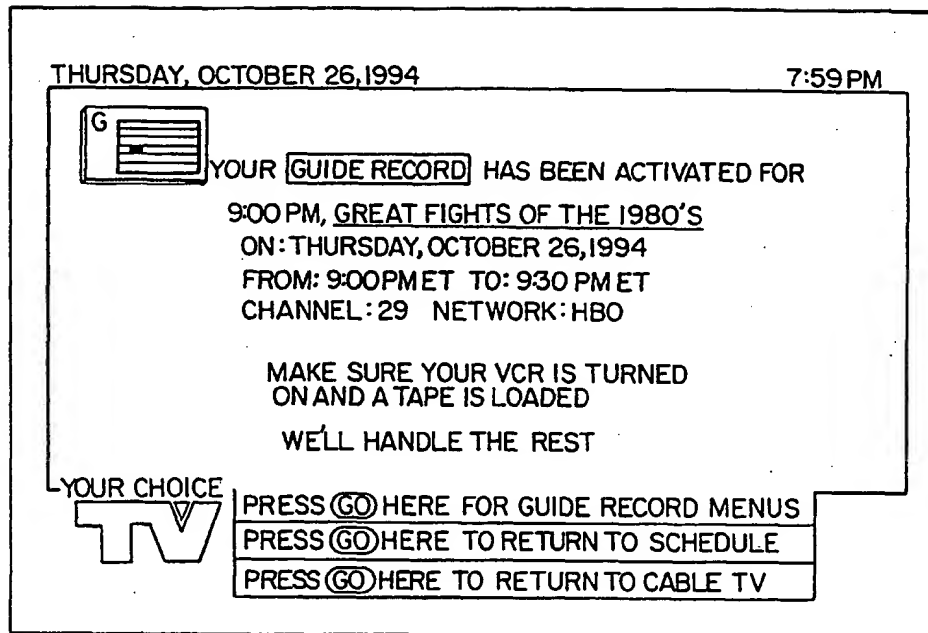 THURSDAY, OCTOBER 26,1994 7:59 PM
G
YOUR GUIDE RECORD HAS BEEN ACTIVATED FOR
9:00 PM, GREAT FIGHTS OF THE 1980'S
ON: THURSDAY, OCTOBER 26,1994
FROM: 9:00 PM ET TO: 9:30 PM ET
CHANNEL: 29 NETWORK: HBO
MAKE SURE YOUR VCR IS TURNED
ON AND A TAPE IS LOADED
WE'LL HANDLE THE REST
YOUR CHOICE
TV
PRESS GO HERE FOR GUIDE RECORD MENUS
PRESS GO HERE TO RETURN TO SCHEDULE
PRESS GO HERE TO RETURN TO CABLE TV